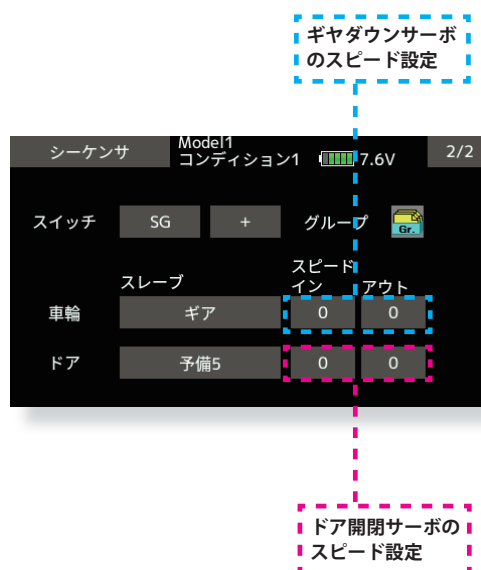 ギヤダウンサーボ
のスピード設定
シーケンサ
Model1
コンディション1
7.6V
2/2
スイッチ
SG
+
グループ
Gr.
スレーブ
スピード
イン
アウト
車輪
ギア
0
0
ドア
予備5
0
0
ドア開閉サーボの
スピード設定